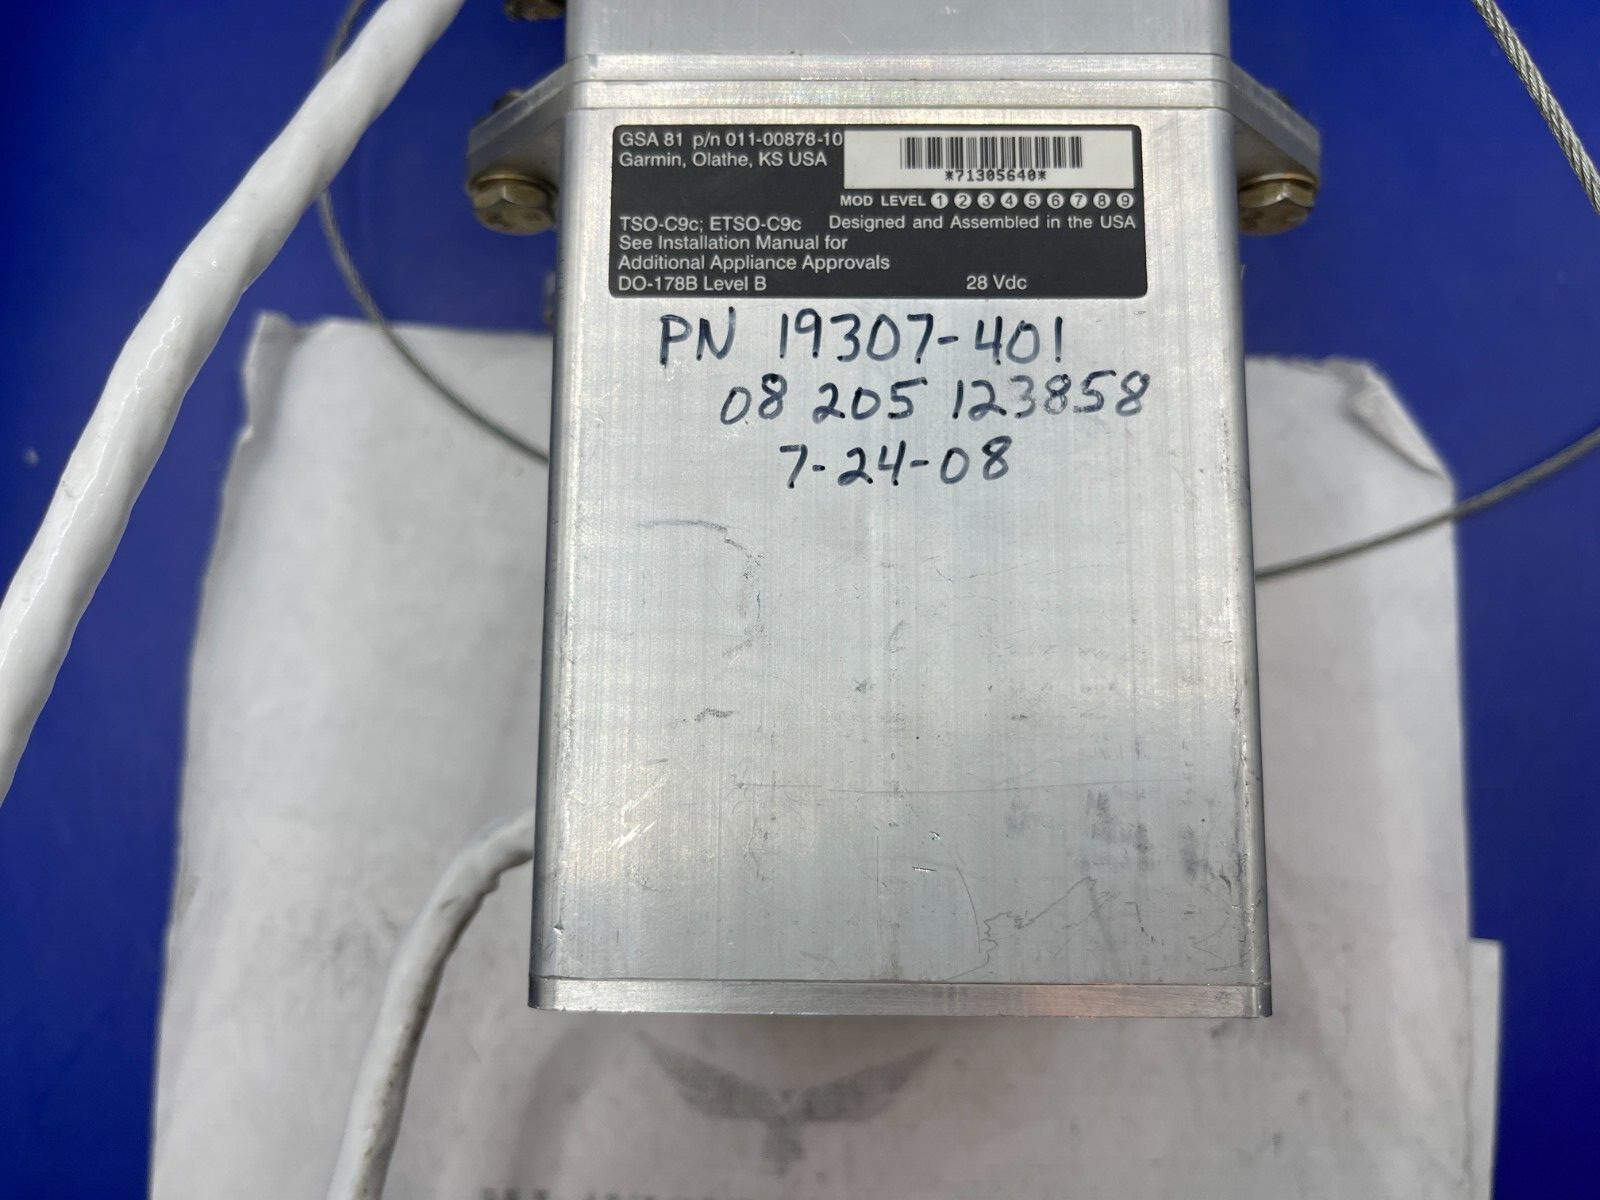 GSA 81 p/n 011-00878-10
Garmin, Olathe, KS USA
*71305640*
MOD LEVEL 1 2 3 4 5 6 7 8 9
TSO-C9c; ETSO-C9c Designed and Assembled in the USA
See Installation Manual for
Additional Appliance Approvals
DO-178B Level B 28 Vdc
PN 19307-401
08 205 123858
7-24-08